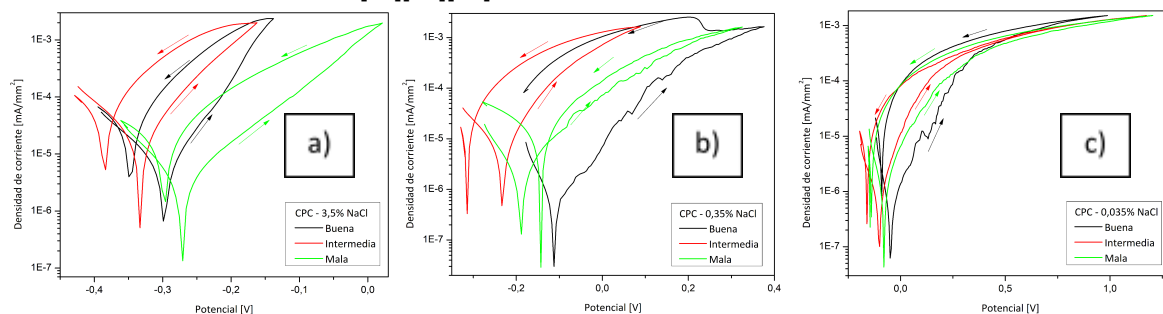 Densidad de corriente [mA/mm²]
1E-3
1E-4
1E-5
1E-6
1E-7
-0,4
-0,3
-0,2
-0,1
0,0
Potencial [V]
a)
CPC - 3,5% NaCl
Buena
Intermedia
Mala
Densidad de corriente [mA/mm²]
1E-3
1E-4
1E-5
1E-6
1E-7
-0,2
0,0
0,2
0,4
Potencial [V]
b)
CPC - 0,35% NaCl
Buena
Intermedia
Mala
Densidad de corriente [mA/mm²]
1E-3
1E-4
1E-5
1E-6
1E-7
0,0
0,5
1,0
Potencial [V]
c)
CPC - 0,035% NaCl
Buena
Intermedia
Mala